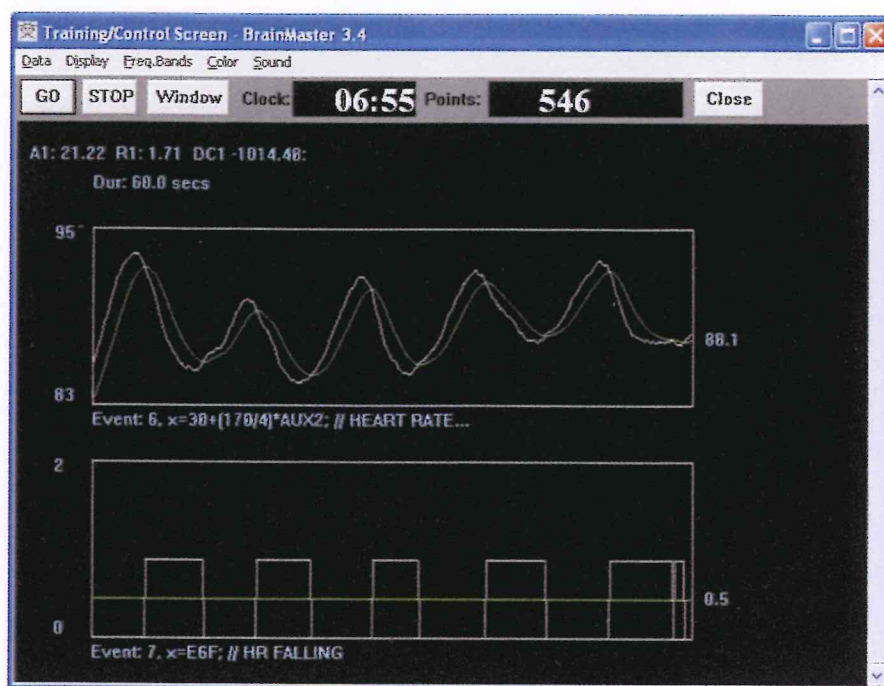 Training/Control Screen - BrainMaster 3.4
Data Display Freq.Bands Color Sound
GO STOP Window Clock: 06:55 Points: 546 Close
A1: 21.22 R1: 1.71 DC1 -1014.48:
Dur: 60.0 secs
95
88.1
83
Event: 6, x=30+(170/4)*AUX2; // HEART RATE...
2
0.5
0
Event: 7, x=E6F; // HR FALLING